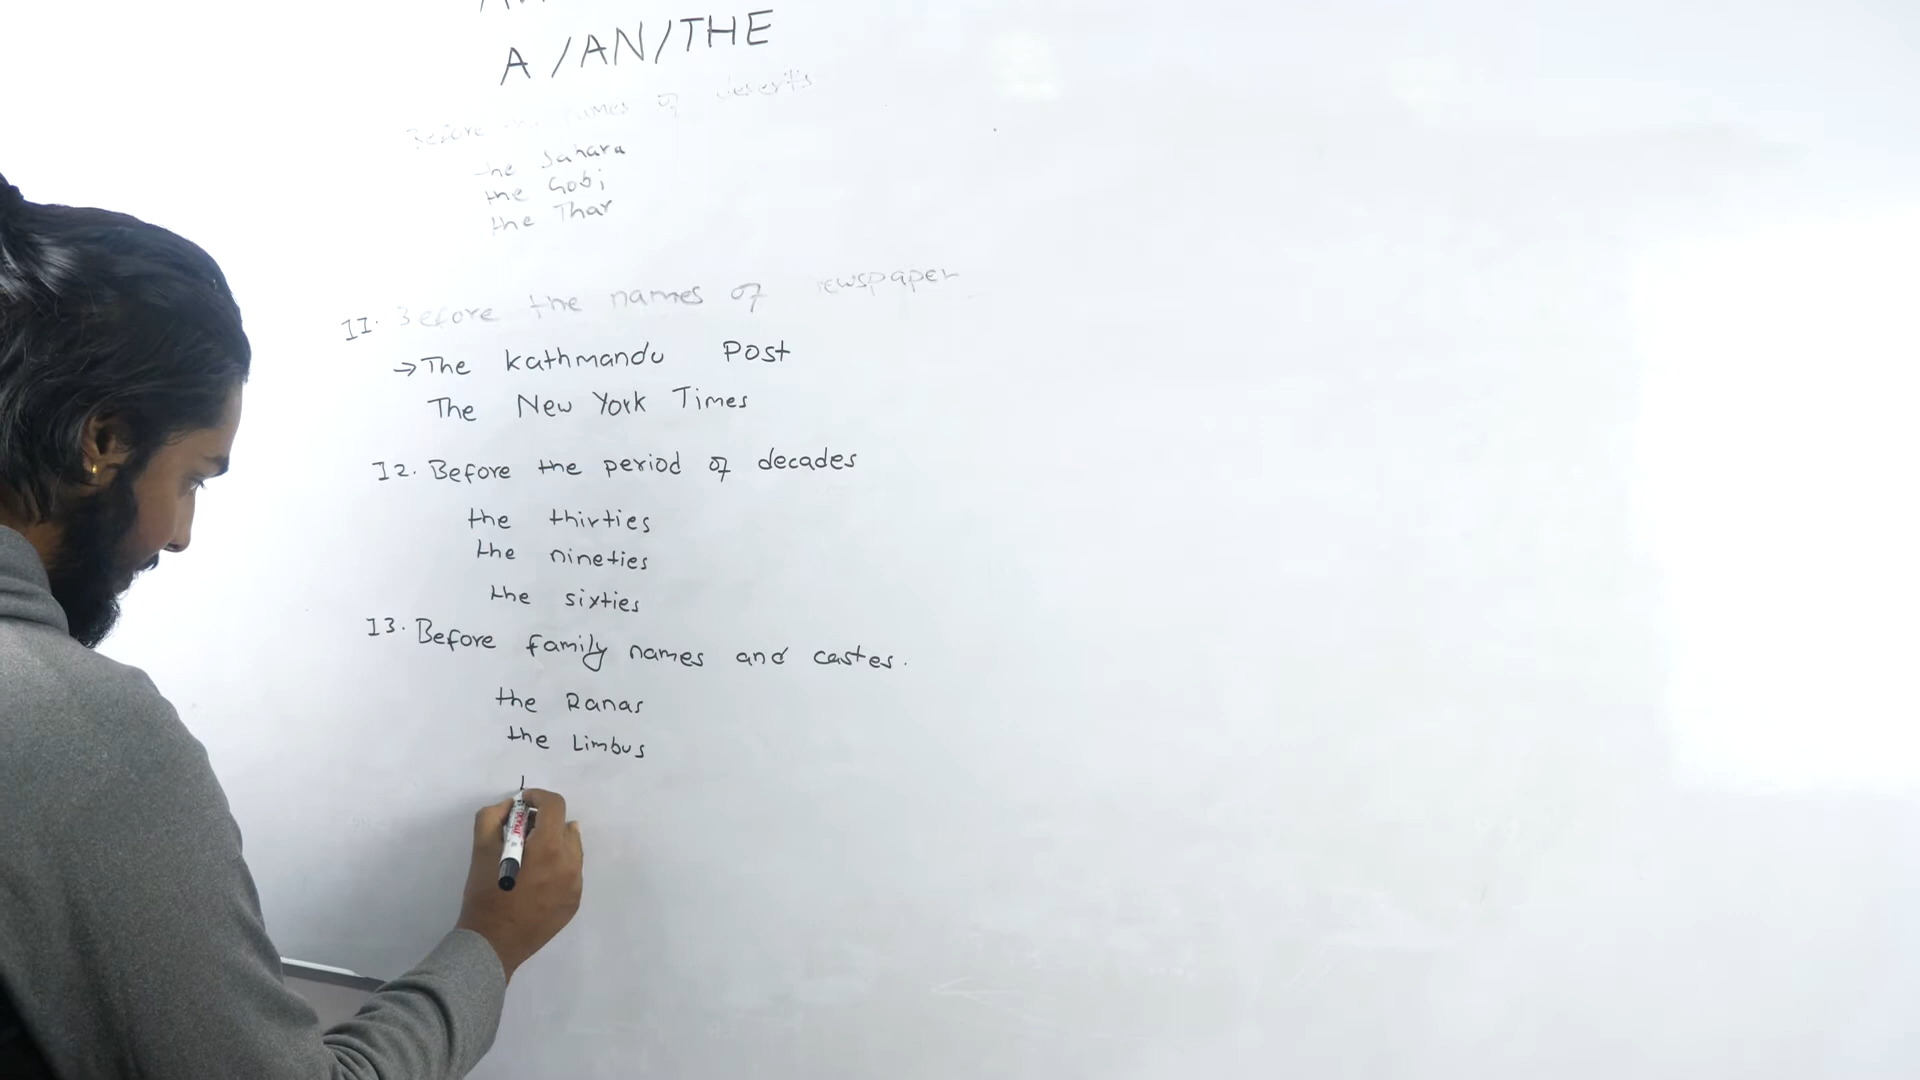 A/AN/THE
Before the names of deserts
the Sahara
the Gobi
the Thar
11. Before the names of newspaper
→ The Kathmandu Post
The New York Times
12. Before the period of decades
the thirties
the nineties
the sixties
13. Before family names and castes.
the Ranas
the Limbus